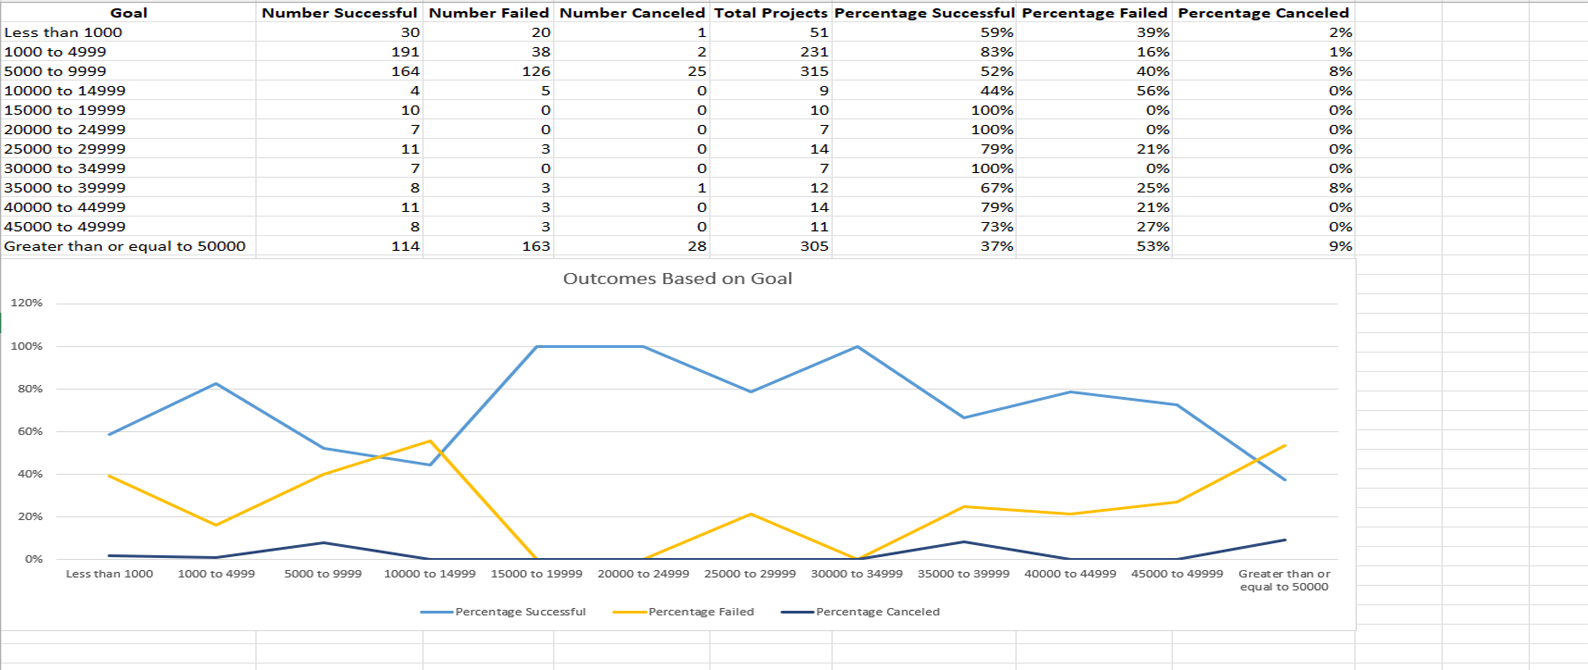 Goal Number Successful Number Failed Number Canceled Total Projects Percentage Successful Percentage Failed Percentage Canceled
Less than 1000 30 20 1 51 59% 39% 2%
1000 to 4999 191 38 2 231 83% 16% 1%
5000 to 9999 164 126 25 315 52% 40% 8%
10000 to 14999 4 5 0 9 44% 56% 0%
15000 to 19999 10 0 0 10 100% 0% 0%
20000 to 24999 7 0 0 7 100% 0% 0%
25000 to 29999 11 3 0 14 79% 21% 0%
30000 to 34999 7 0 0 7 100% 0% 0%
35000 to 39999 8 3 1 12 67% 25% 8%
40000 to 44999 11 3 0 14 79% 21% 0%
45000 to 49999 8 3 0 11 73% 27% 0%
Greater than or equal to 50000 114 163 28 305 37% 53% 9%
Outcomes Based on Goal
120%
100%
80%
60%
40%
20%
0%
Less than 1000 1000 to 4999 5000 to 9999 10000 to 14999 15000 to 19999 20000 to 24999 25000 to 29999 30000 to 34999 35000 to 39999 40000 to 44999 45000 to 49999 Greater than or
equal to 50000
Percentage Successful Percentage Failed Percentage Canceled